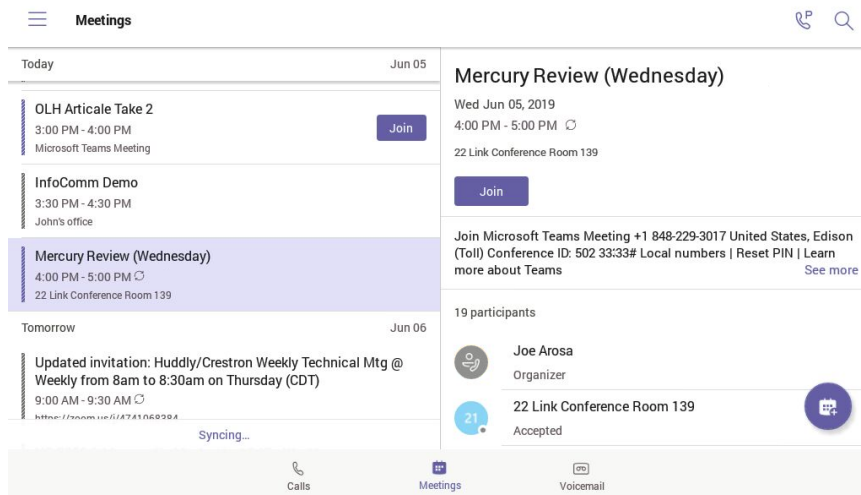 Meetings
P
Today Jun 05
OLH Articale Take 2
3:00 PM - 4:00 PM
Join
Microsoft Teams Meeting
InfoComm Demo
3:30 PM - 4:30 PM
John's office
Mercury Review (Wednesday)
4:00 PM - 5:00 PM
22 Link Conference Room 139
Tomorrow Jun 06
Updated invitation: Huddly/Crestron Weekly Technical Mtg @
Weekly from 8am to 8:30am on Thursday (CDT)
9:00 AM - 9:30 AM
https://zoom.us/j/4741068384
Syncing...
Mercury Review (Wednesday)
Wed Jun 05, 2019
4:00 PM - 5:00 PM
22 Link Conference Room 139
Join
Join Microsoft Teams Meeting +1 848-229-3017 United States, Edison
(Toll) Conference ID: 502 33:33# Local numbers | Reset PIN | Learn
more about Teams See more
19 participants
Joe Arosa
Organizer
21
22 Link Conference Room 139
Accepted
Calls Meetings Voicemail